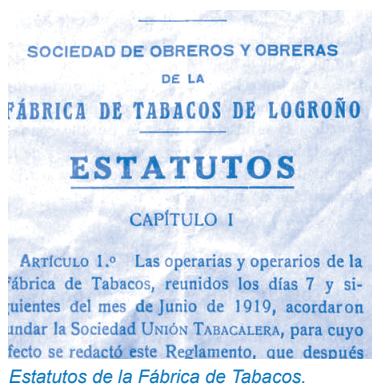 SOCIEDAD DE OBREROS Y OBRERAS
DE LA
FÁBRICA DE TABACOS DE LOGROÑO
ESTATUTOS
CAPÍTULO I
ARTÍCULO 1.º Las operarias y operarios de la
Fábrica de Tabacos, reunidos los días 7 y si-
guientes del mes de Junio de 1919, acordaron
undar la Sociedad UNIÓN TABACALERA, para cuyo
fecto se redactó este Reglamento, que después
Estatutos de la Fábrica de Tabacos.